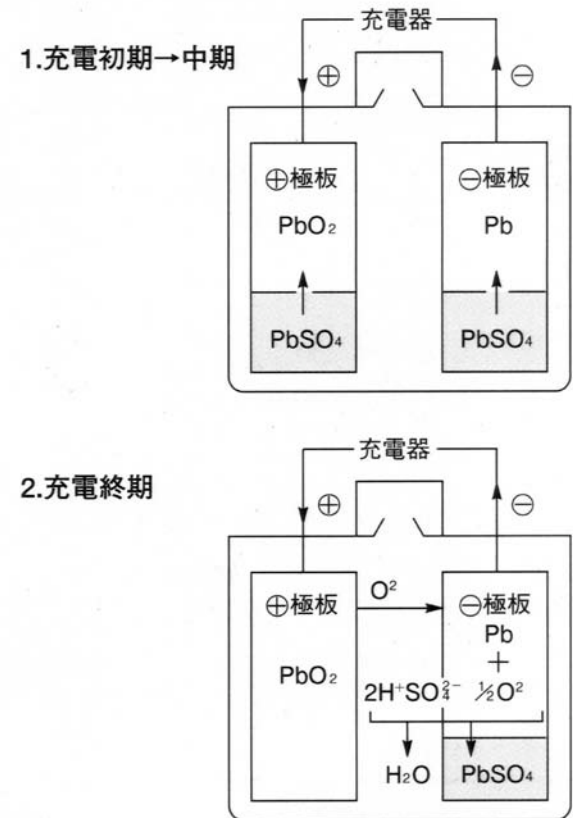 1.充電初期→中期
充電器
⊕ ⊖
⊕極板 ⊖極板
PbO₂ Pb
PbSO₄ PbSO₄
2.充電終期
充電器
⊕ ⊖
O²
⊕極板 ⊖極板
Pb
+
PbO₂
2H⁺SO₄²⁻ ½O²
H₂O PbSO₄